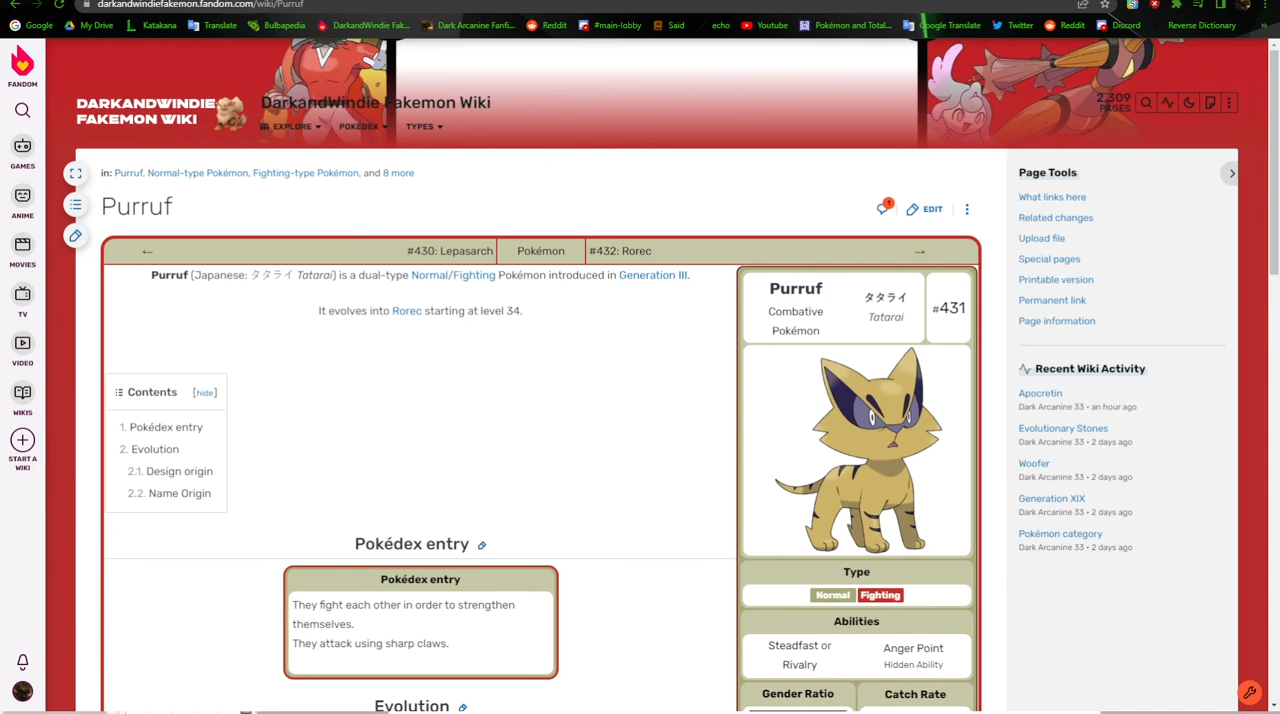 darkandwindiefakemon.fandom.com/wiki/Purruf
Google
My Drive
Katakana
Translate
Bulbapedia
DarkandWindie Fak...
Dark Arcanine Fanfi...
Reddit
#main-lobby
Said
echo
Youtube
Pokémon and Total...
Google Translate
Twitter
Reddit
Discord
Reverse Dictionary
»
FANDOM
GAMES
ANIME
MOVIES
TV
VIDEO
WIKIS
START A
WIKI
DARKANDWINDIE
FAKEMON WIKI
DarkandWindie Fakemon Wiki
EXPLORE
POKÉDEX
TYPES
2,309
PAGES
in: Purruf, Normal-type Pokémon, Fighting-type Pokémon, and 8 more
Purruf
1
EDIT
← #430: Lepasarch Pokémon #432: Rorec →
Purruf (Japanese: タタライ Tatarai) is a dual-type Normal/Fighting Pokémon introduced in Generation III.
It evolves into Rorec starting at level 34.
Contents [hide]
1. Pokédex entry
2. Evolution
2.1. Design origin
2.2. Name Origin
Pokédex entry
Pokédex entry
They fight each other in order to strengthen
themselves.
They attack using sharp claws.
Evolution
Purruf
Combative
Pokémon
タタライ
Tatarai
#431
Type
Normal Fighting
Abilities
Steadfast or
Rivalry
Anger Point
Hidden Ability
Gender Ratio
Catch Rate
Page Tools
What links here
Related changes
Upload file
Special pages
Printable version
Permanent link
Page information
Recent Wiki Activity
Apocretin
Dark Arcanine 33 • an hour ago
Evolutionary Stones
Dark Arcanine 33 • 2 days ago
Woofer
Dark Arcanine 33 • 2 days ago
Generation XIX
Dark Arcanine 33 • 2 days ago
Pokémon category
Dark Arcanine 33 • 2 days ago